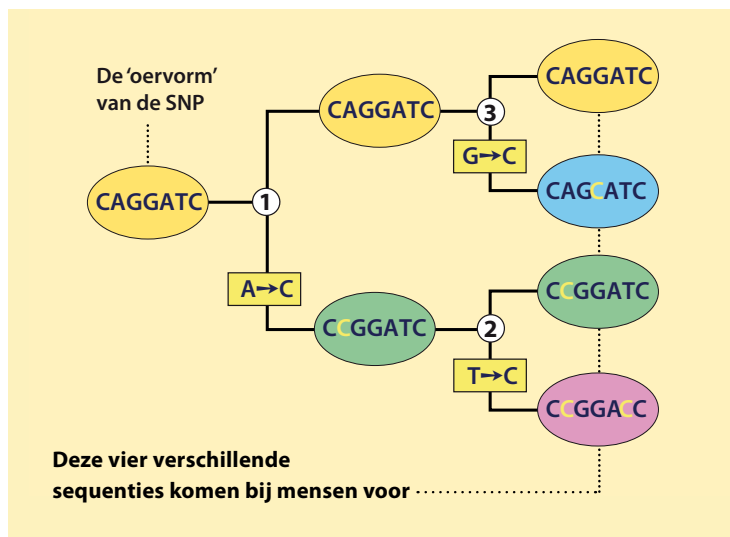 De 'oervorm'
van de SNP
CAGGATC
1
A→C
CAGGATC
CCGGATC
3
G→C
2
T→C
CAGGATC
CAGCATC
CCGGATC
CCGGACC
Deze vier verschillende
sequenties komen bij mensen voor